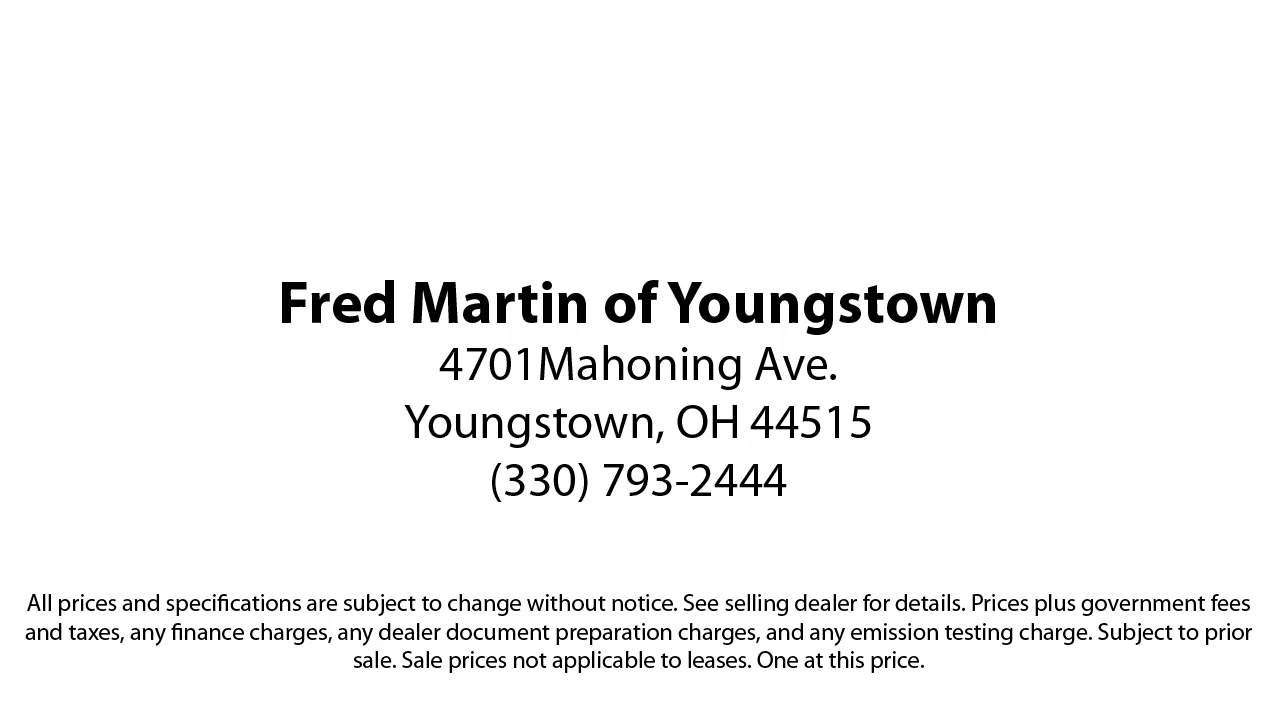 Fred Martin of Youngstown
4701Mahoning Ave.
Youngstown, OH 44515
(330) 793-2444
All prices and specifications are subject to change without notice. See selling dealer for details. Prices plus government fees
and taxes, any finance charges, any dealer document preparation charges, and any emission testing charge. Subject to prior
sale. Sale prices not applicable to leases. One at this price.